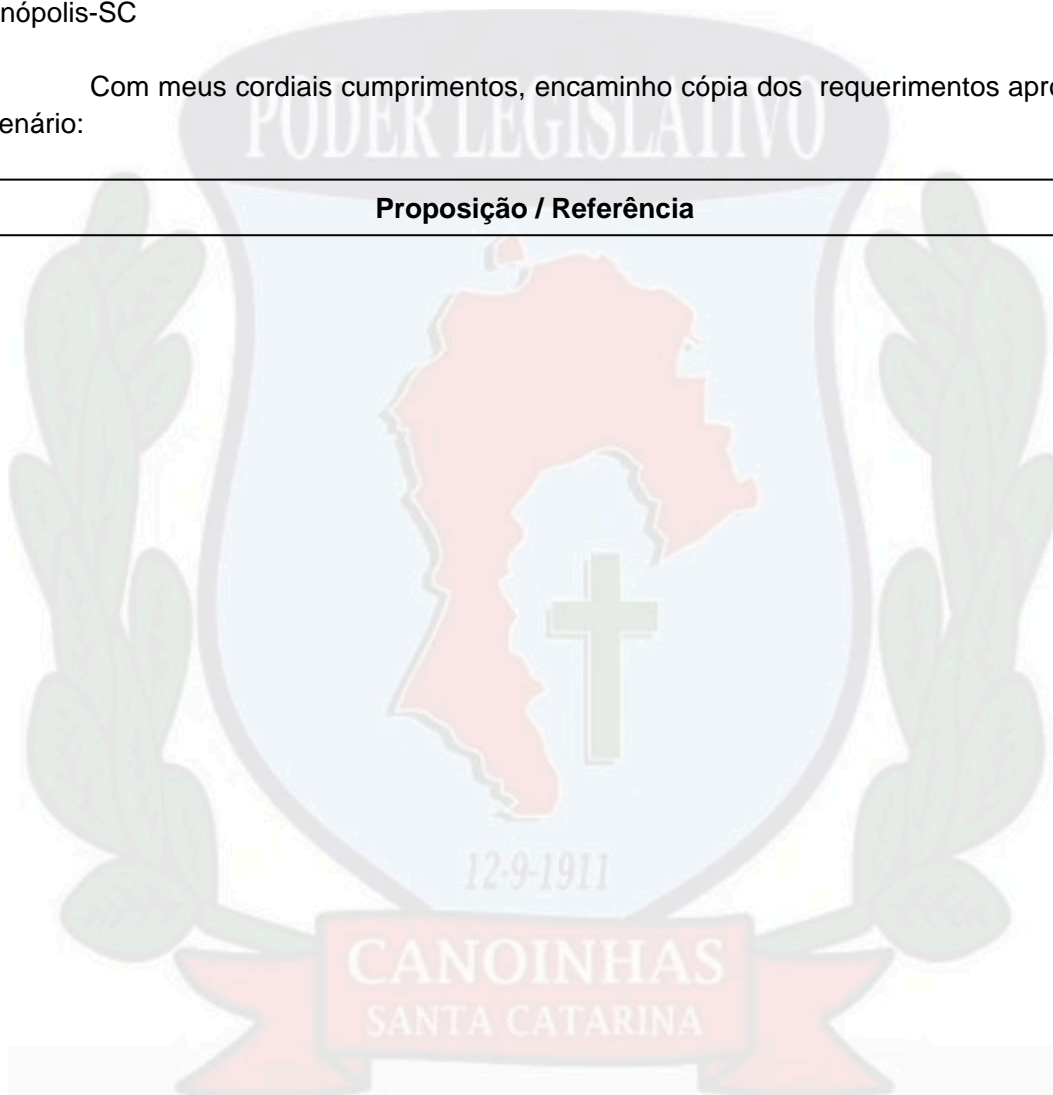 nópolis-SC
Com meus cordiais cumprimentos, encaminho cópia dos requerimentos apro
enário:
PODER LEGISLATIVO
Proposição / Referência
12-9-1911
CANOINHAS
SANTA CATARINA